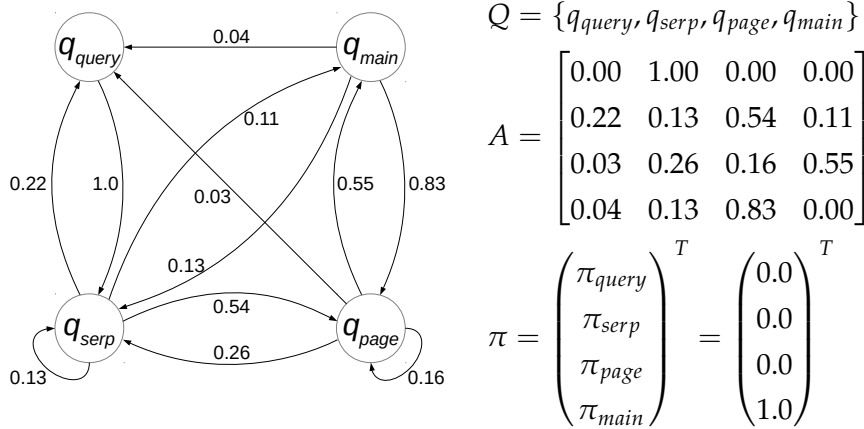 q_query
q_main
q_serp
q_page
0.04
0.11
0.22
1.0
0.03
0.55
0.83
0.13
0.54
0.26
0.13
0.16
Q = {q_query, q_serp, q_page, q_main}
A = [0.00 1.00 0.00 0.00
0.22 0.13 0.54 0.11
0.03 0.26 0.16 0.55
0.04 0.13 0.83 0.00]
π = (π_query
π_serp
π_page
π_main)^T = (0.0
0.0
0.0
1.0)^T